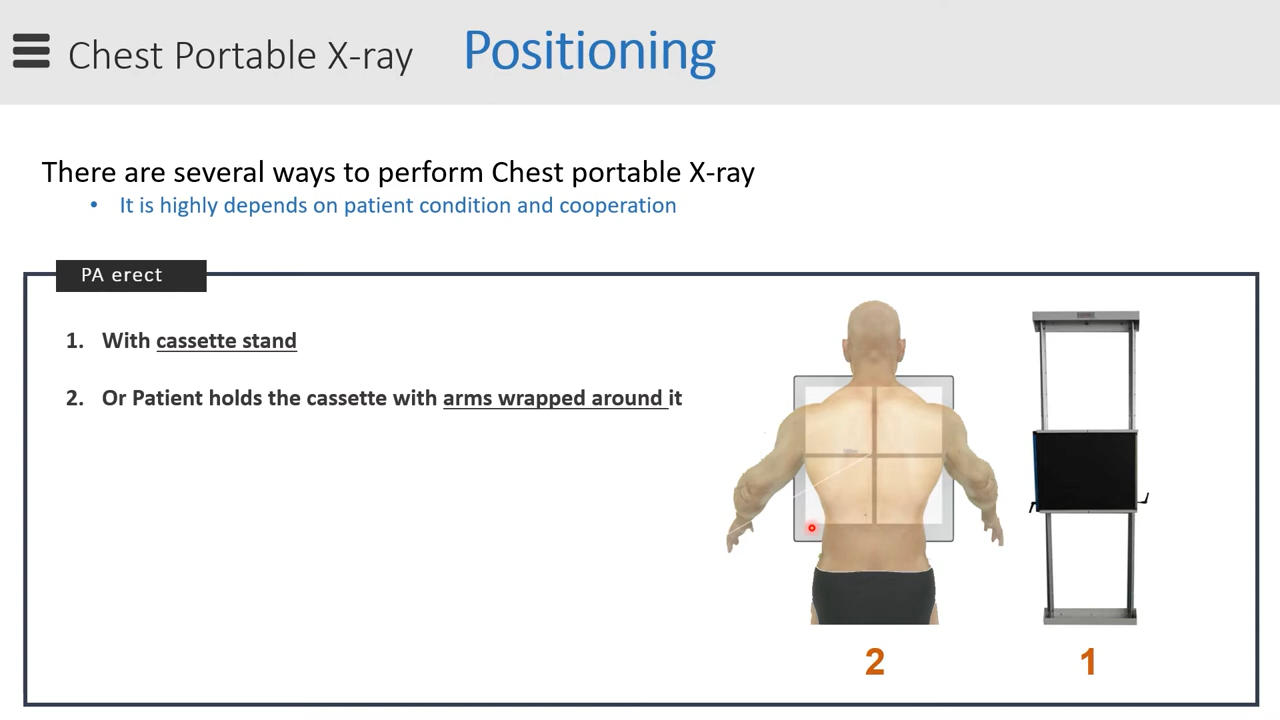 Chest Portable X-ray Positioning
There are several ways to perform Chest portable X-ray
• It is highly depends on patient condition and cooperation
PA erect
1. With cassette stand
2. Or Patient holds the cassette with arms wrapped around it
2 1